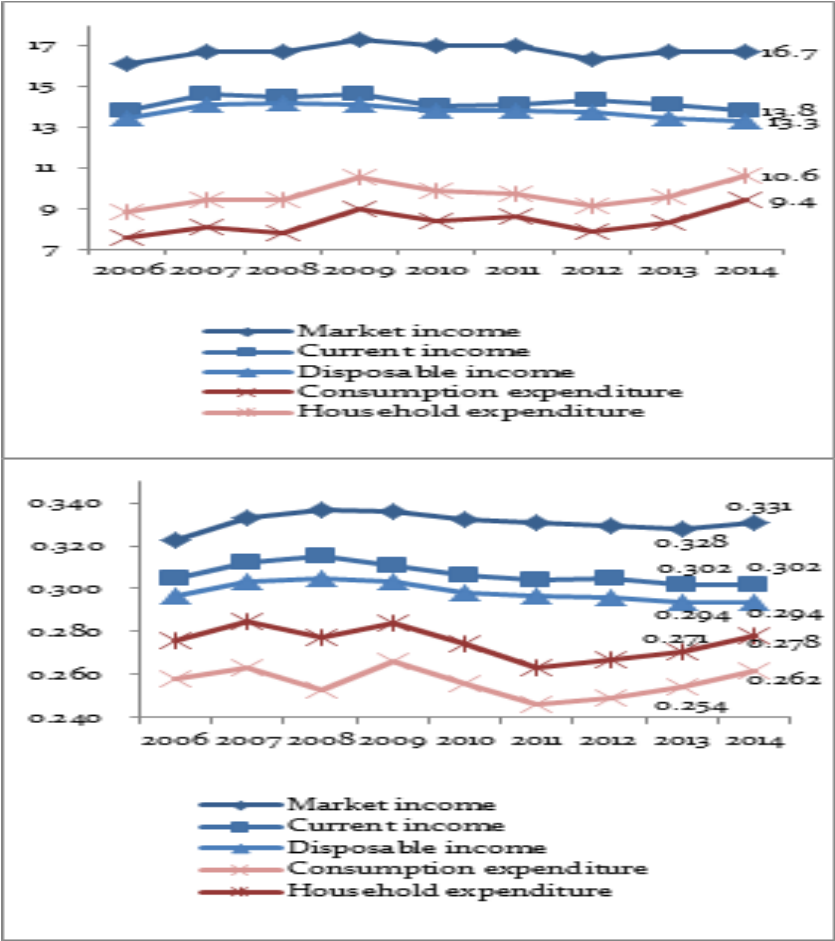 17
15
13
11
9
7
16.7
13.8
13.3
10.6
9.4
2006 2007 2008 2009 2010 2011 2012 2013 2014
Market income
Current income
Disposable income
Consumption expenditure
Household expenditure
0.340
0.320
0.300
0.280
0.260
0.240
0.331
0.328
0.302 0.302
0.294 0.294
0.271 0.278
0.254 0.262
2006 2007 2008 2009 2010 2011 2012 2013 2014
Market income
Current income
Disposable income
Consumption expenditure
Household expenditure